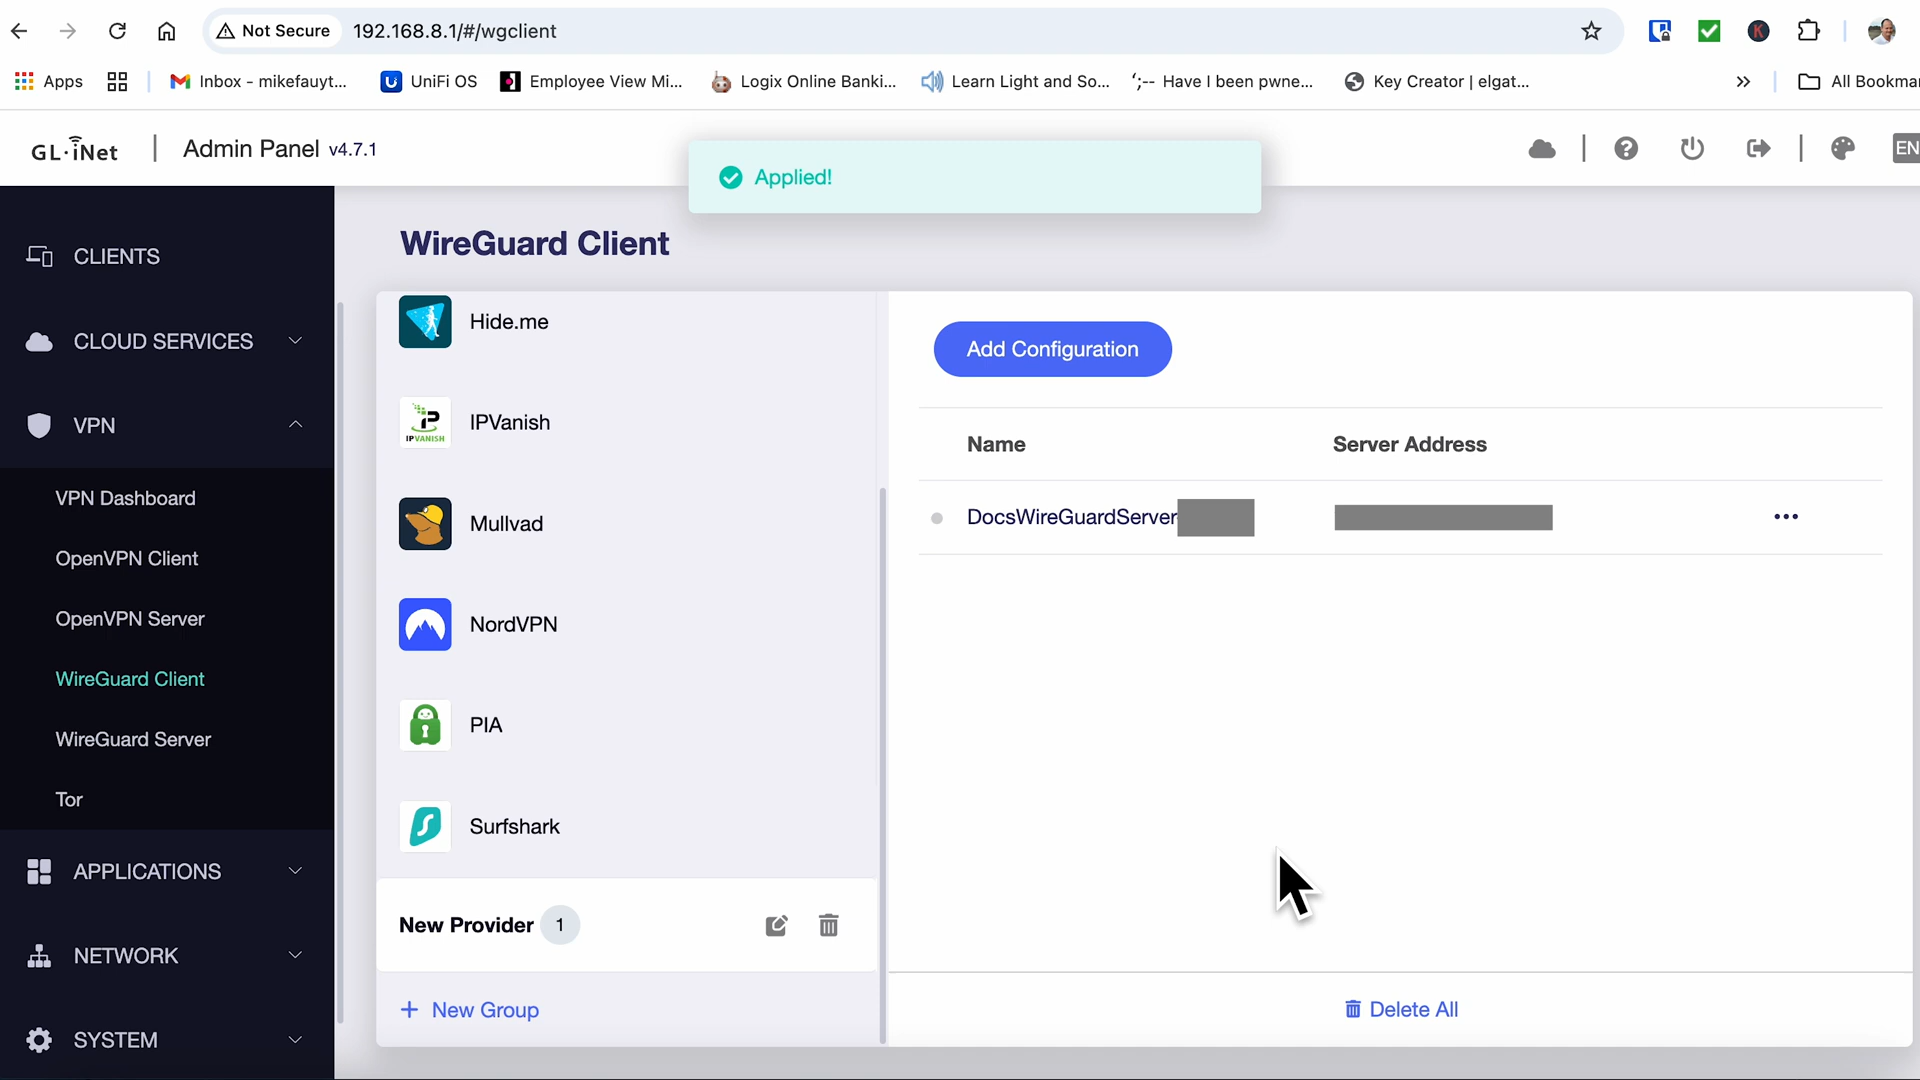 Not Secure
192.168.8.1/#/wgclient
Apps
Inbox - mikefauyt...
UniFi OS
Employee View Mi...
Logix Online Banki...
Learn Light and So...
';-- Have I been pwne...
Key Creator | elgat...
All Bookma
GL·iNet
Admin Panel v4.7.1
EN
Applied!
CLIENTS
CLOUD SERVICES
VPN
VPN Dashboard
OpenVPN Client
OpenVPN Server
WireGuard Client
WireGuard Server
Tor
APPLICATIONS
NETWORK
SYSTEM
WireGuard Client
Hide.me
IPVANISH
IPVanish
Mullvad
NordVPN
PIA
Surfshark
New Provider 1
+ New Group
Add Configuration
Name Server Address
DocsWireGuardServer
Delete All